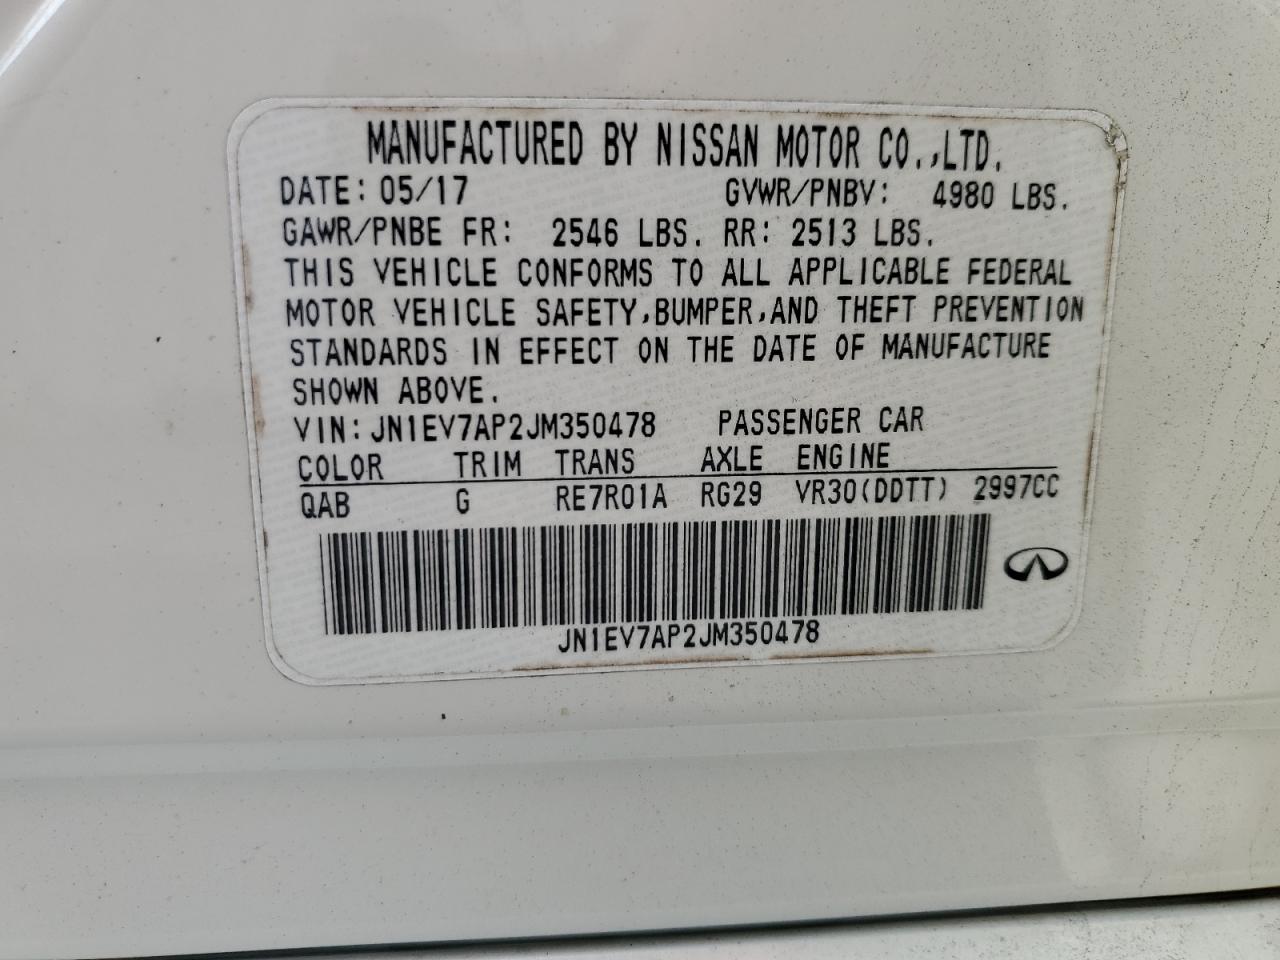 MANUFACTURED BY NISSAN MOTOR CO.,LTD.
DATE: 05/17 GVWR/PNBV: 4980 LBS.
GAWR/PNBE FR: 2546 LBS. RR: 2513 LBS.
THIS VEHICLE CONFORMS TO ALL APPLICABLE FEDERAL
MOTOR VEHICLE SAFETY,BUMPER,AND THEFT PREVENTION
STANDARDS IN EFFECT ON THE DATE OF MANUFACTURE
SHOWN ABOVE.
VIN: JN1EV7AP2JM350478 PASSENGER CAR
COLOR TRIM TRANS AXLE ENGINE
QAB G RE7R01A RG29 VR30(DDTT) 2997CC
JN1EV7AP2JM350478